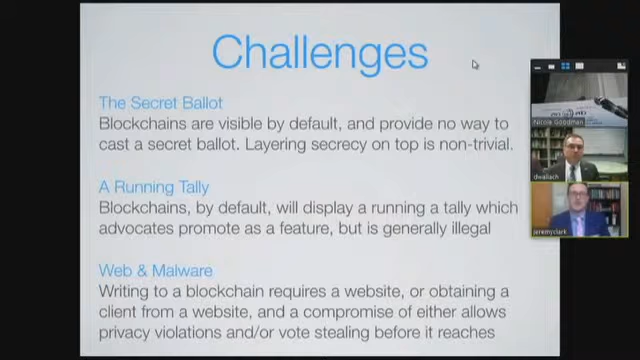 Challenges
The Secret Ballot
Blockchains are visible by default, and provide no way to
cast a secret ballot. Layering secrecy on top is non-trivial.
A Running Tally
Blockchains, by default, will display a running a tally which
advocates promote as a feature, but is generally illegal
Web & Malware
Writing to a blockchain requires a website, or obtaining a
client from a website, and a compromise of either allows
privacy violations and/or vote stealing before it reaches
Nicole Goodman
dwallach
jeremyclark